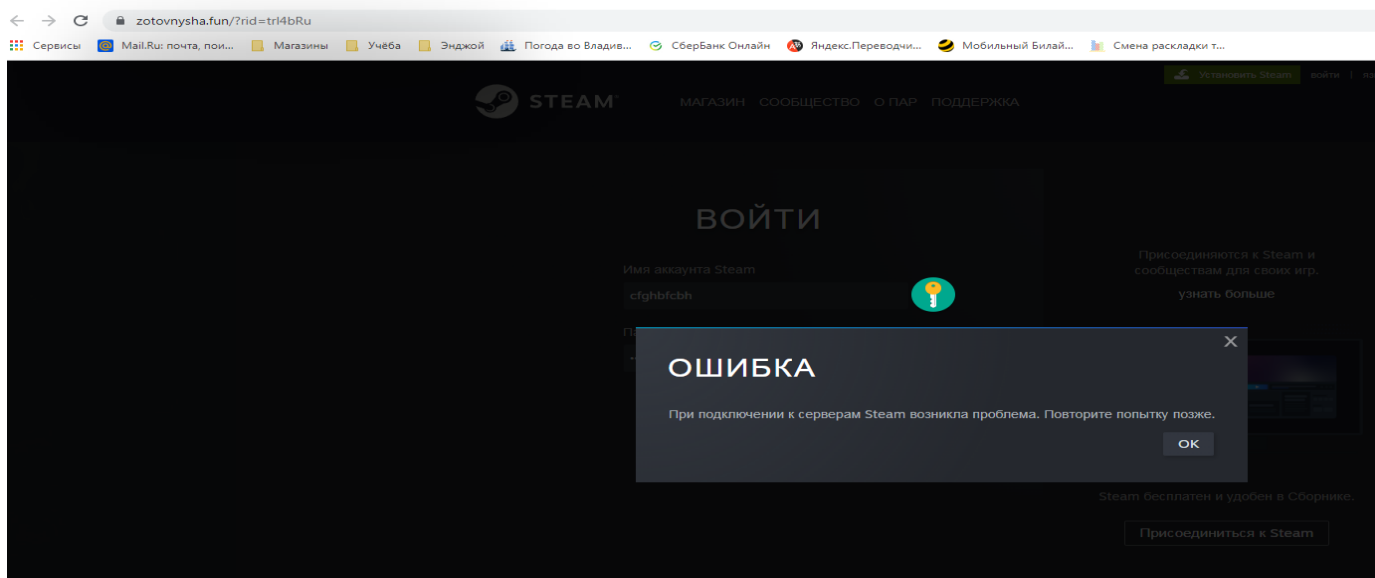 zotovnysha.fun/?rid=trl4bRu
Сервисы Mail.Ru: почта, пои... Магазины Учёба Энджой Погода во Владив... СберБанк Онлайн Яндекс.Переводчи... Мобильный Билай... Смена раскладки т...
Установить Steam войти |
STEAM МАГАЗИН СООБЩЕСТВО О ПАР ПОДДЕРЖКА
ВОЙТИ
Имя аккаунта Steam
cfghbfcbh
Присоединяются к Steam и
сообществам для своих игр.
узнать больше
ОШИБКА
При подключении к серверам Steam возникла проблема. Повторите попытку позже.
OK
Steam бесплатен и удобен в Сборнике.
Присоединиться к Steam